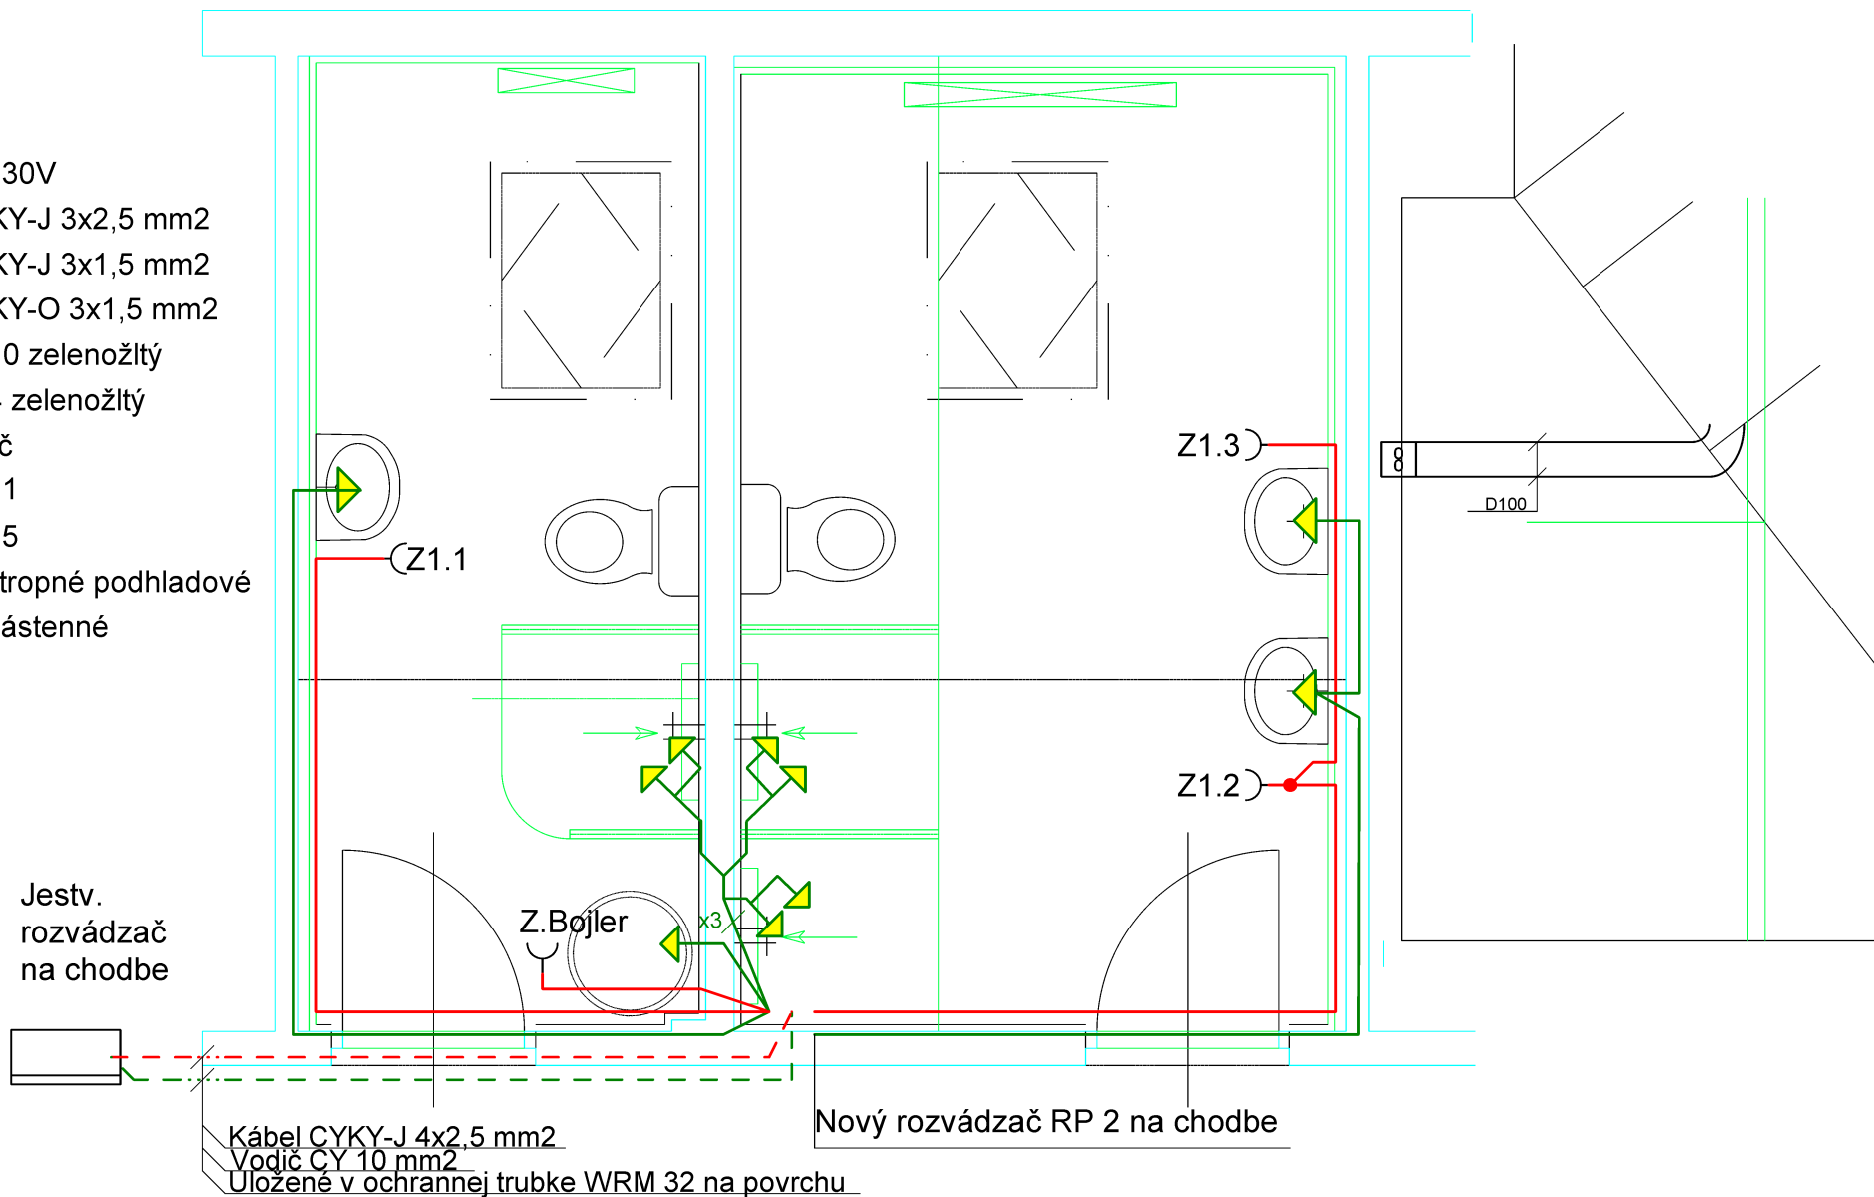 30V
KY-J 3x2,5 mm2
KY-J 3x1,5 mm2
KY-O 3x1,5 mm2
0 zelenožltý
zelenožltý
č
1
5
tropné podhladové
ástenné
Z1.3
8
D100
Z1.1
Z1.2
Jestv.
rozvádzač
na chodbe
Z.Bojler
x3
Nový rozvádzač RP 2 na chodbe
Kábel CYKY-J 4x2,5 mm2
Vodič CY 10 mm2
Uložené v ochrannej trubke WRM 32 na povrchu